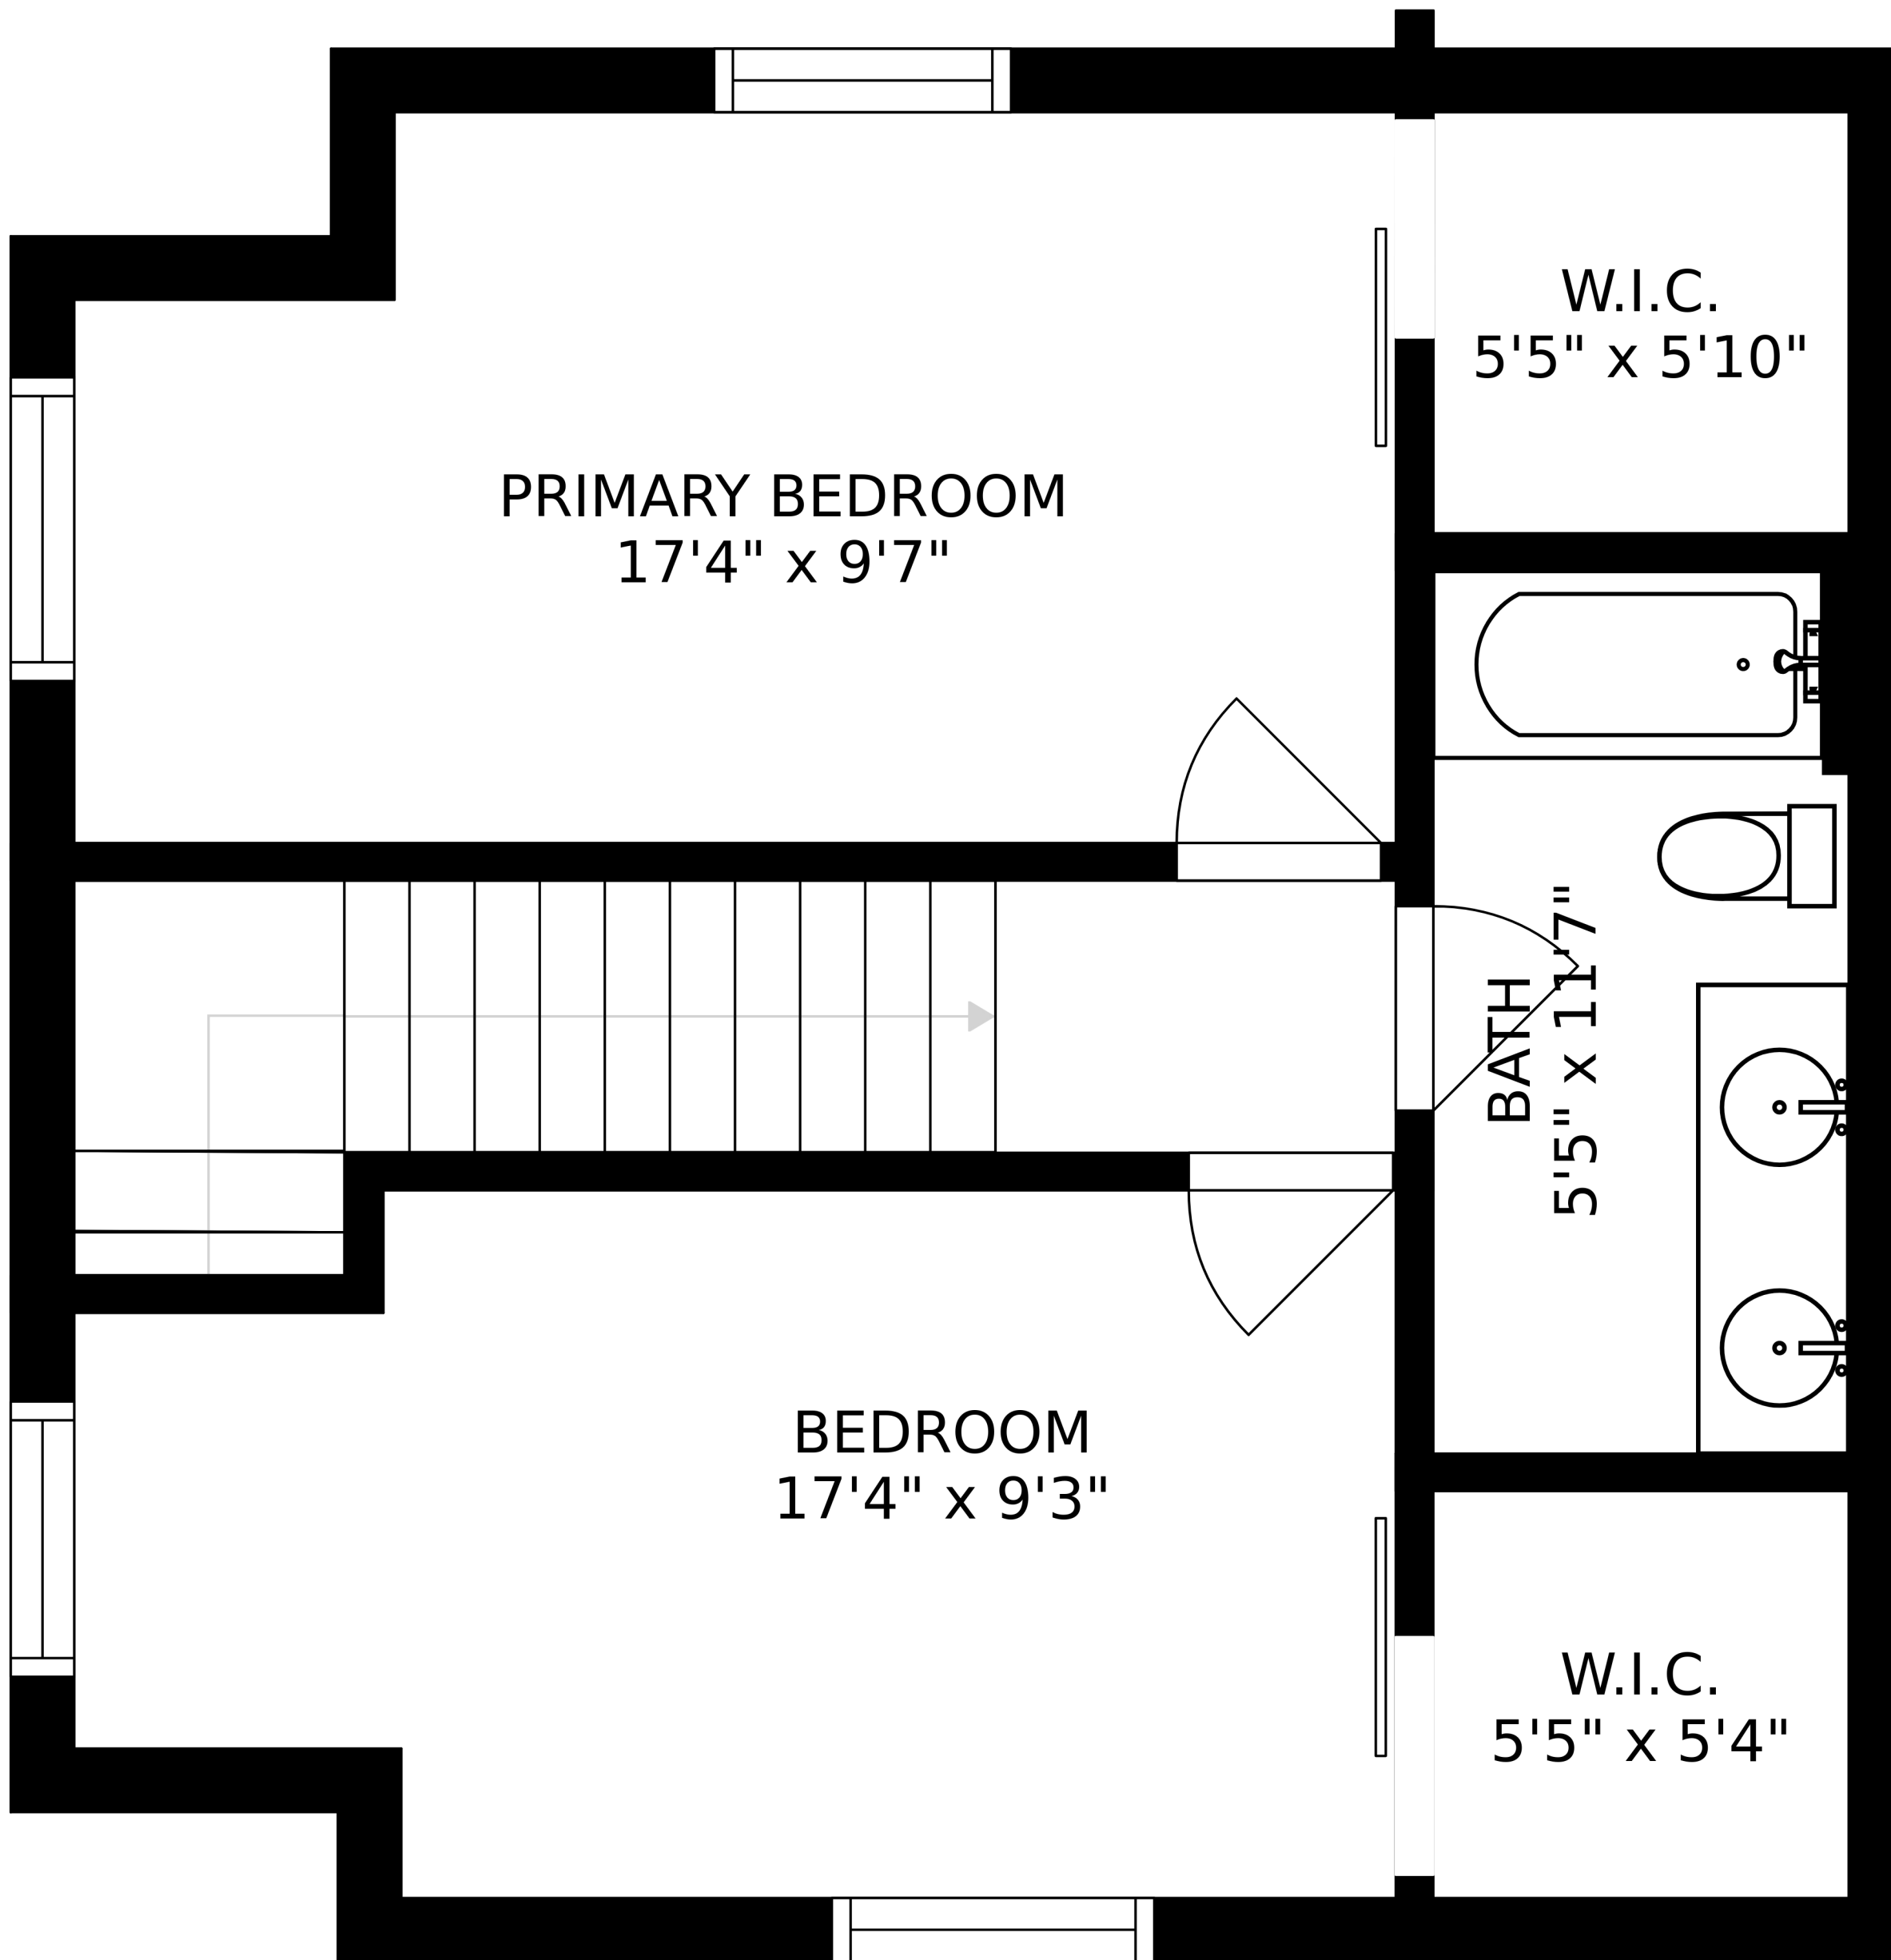 W.I.C.
5'5" x 5'10"
PRIMARY BEDROOM
17'4" x 9'7"
BATH
5'5" x 11'7"
BEDROOM
17'4" x 9'3"
W.I.C.
5'5" x 5'4"